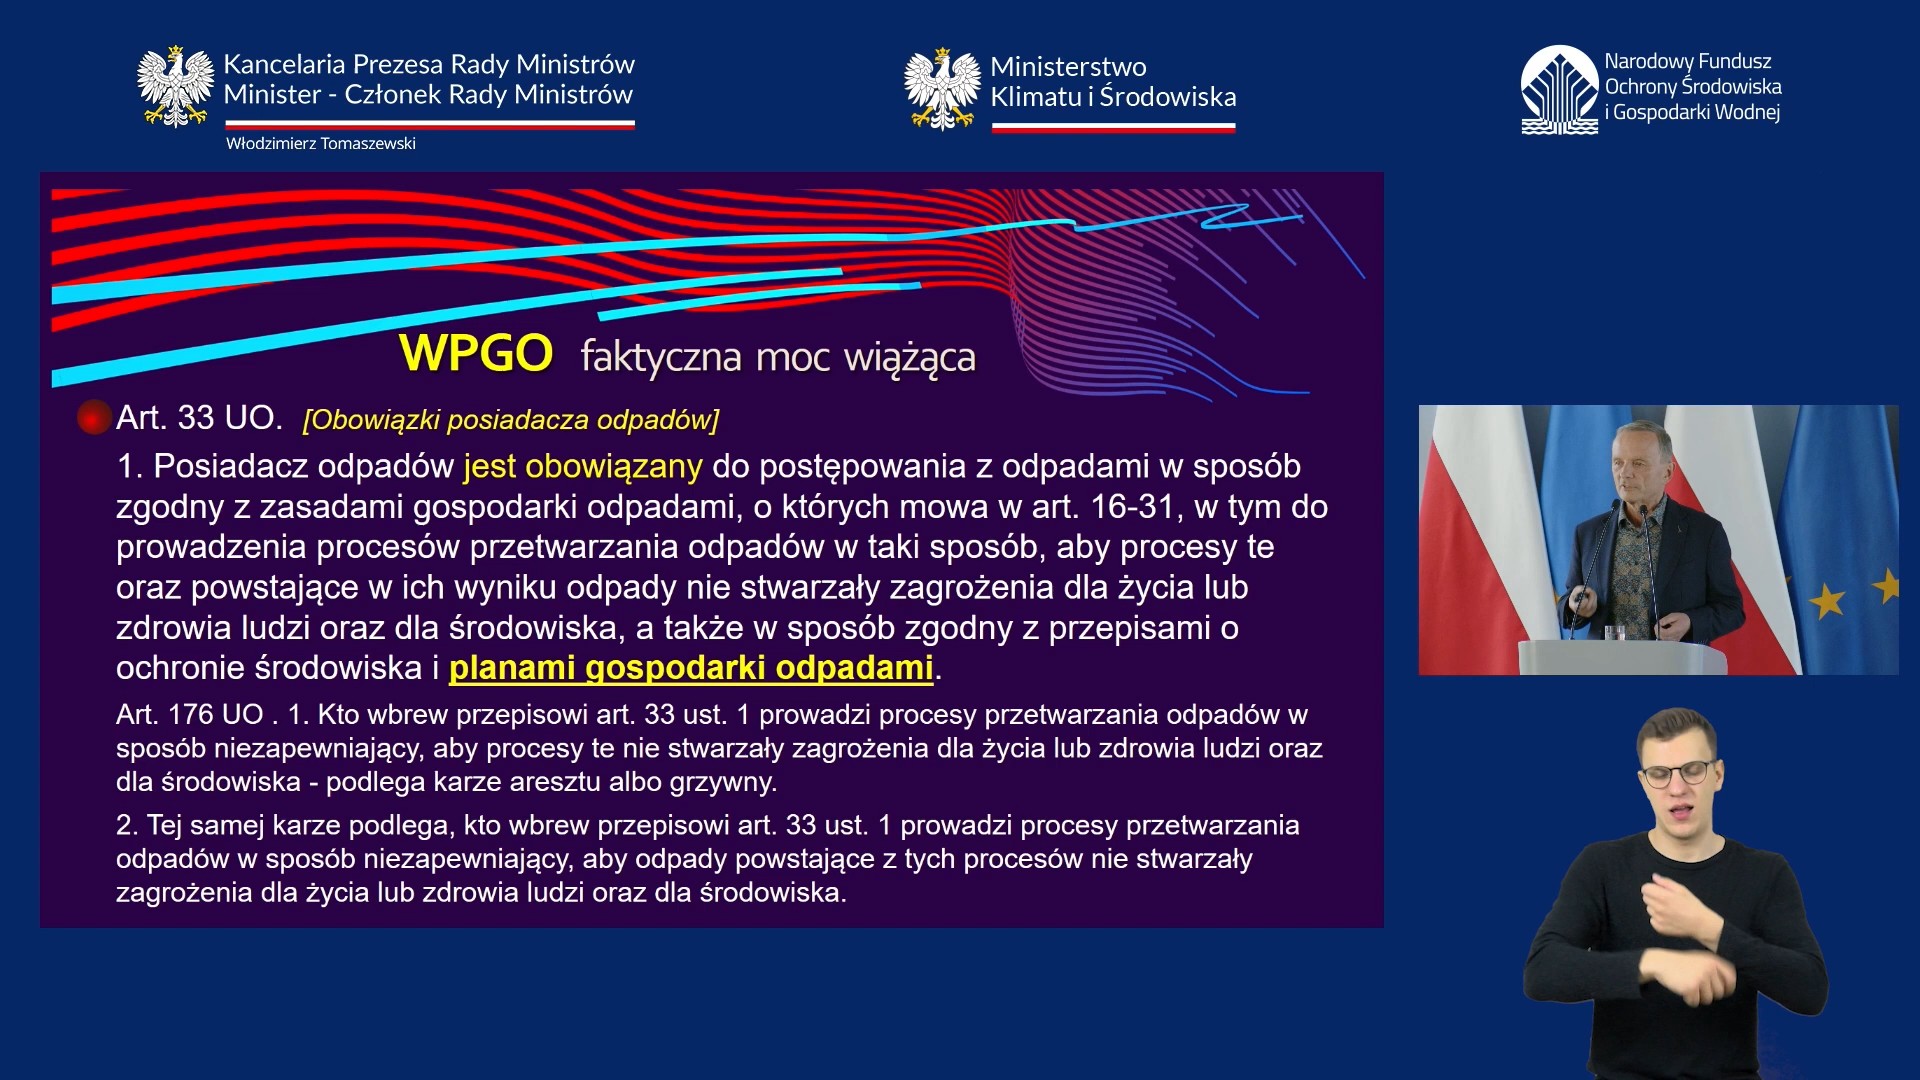 Kancelaria Prezesa Rady Ministrów
Minister - Członek Rady Ministrów
Włodzimierz Tomaszewski
Ministerstwo
Klimatu i Środowiska
Narodowy Fundusz
Ochrony Środowiska
i Gospodarki Wodnej
WPGO faktyczna moc wiążąca
Art. 33 UO. [Obowiązki posiadacza odpadów]
1. Posiadacz odpadów jest obowiązany do postępowania z odpadami w sposób
zgodny z zasadami gospodarki odpadami, o których mowa w art. 16-31, w tym do
prowadzenia procesów przetwarzania odpadów w taki sposób, aby procesy te
oraz powstające w ich wyniku odpady nie stwarzały zagrożenia dla życia lub
zdrowia ludzi oraz dla środowiska, a także w sposób zgodny z przepisami o
ochronie środowiska i planami gospodarki odpadami.
Art. 176 UO . 1. Kto wbrew przepisowi art. 33 ust. 1 prowadzi procesy przetwarzania odpadów w
sposób niezapewniający, aby procesy te nie stwarzały zagrożenia dla życia lub zdrowia ludzi oraz
dla środowiska - podlega karze aresztu albo grzywny.
2. Tej samej karze podlega, kto wbrew przepisowi art. 33 ust. 1 prowadzi procesy przetwarzania
odpadów w sposób niezapewniający, aby odpady powstające z tych procesów nie stwarzały
zagrożenia dla życia lub zdrowia ludzi oraz dla środowiska.